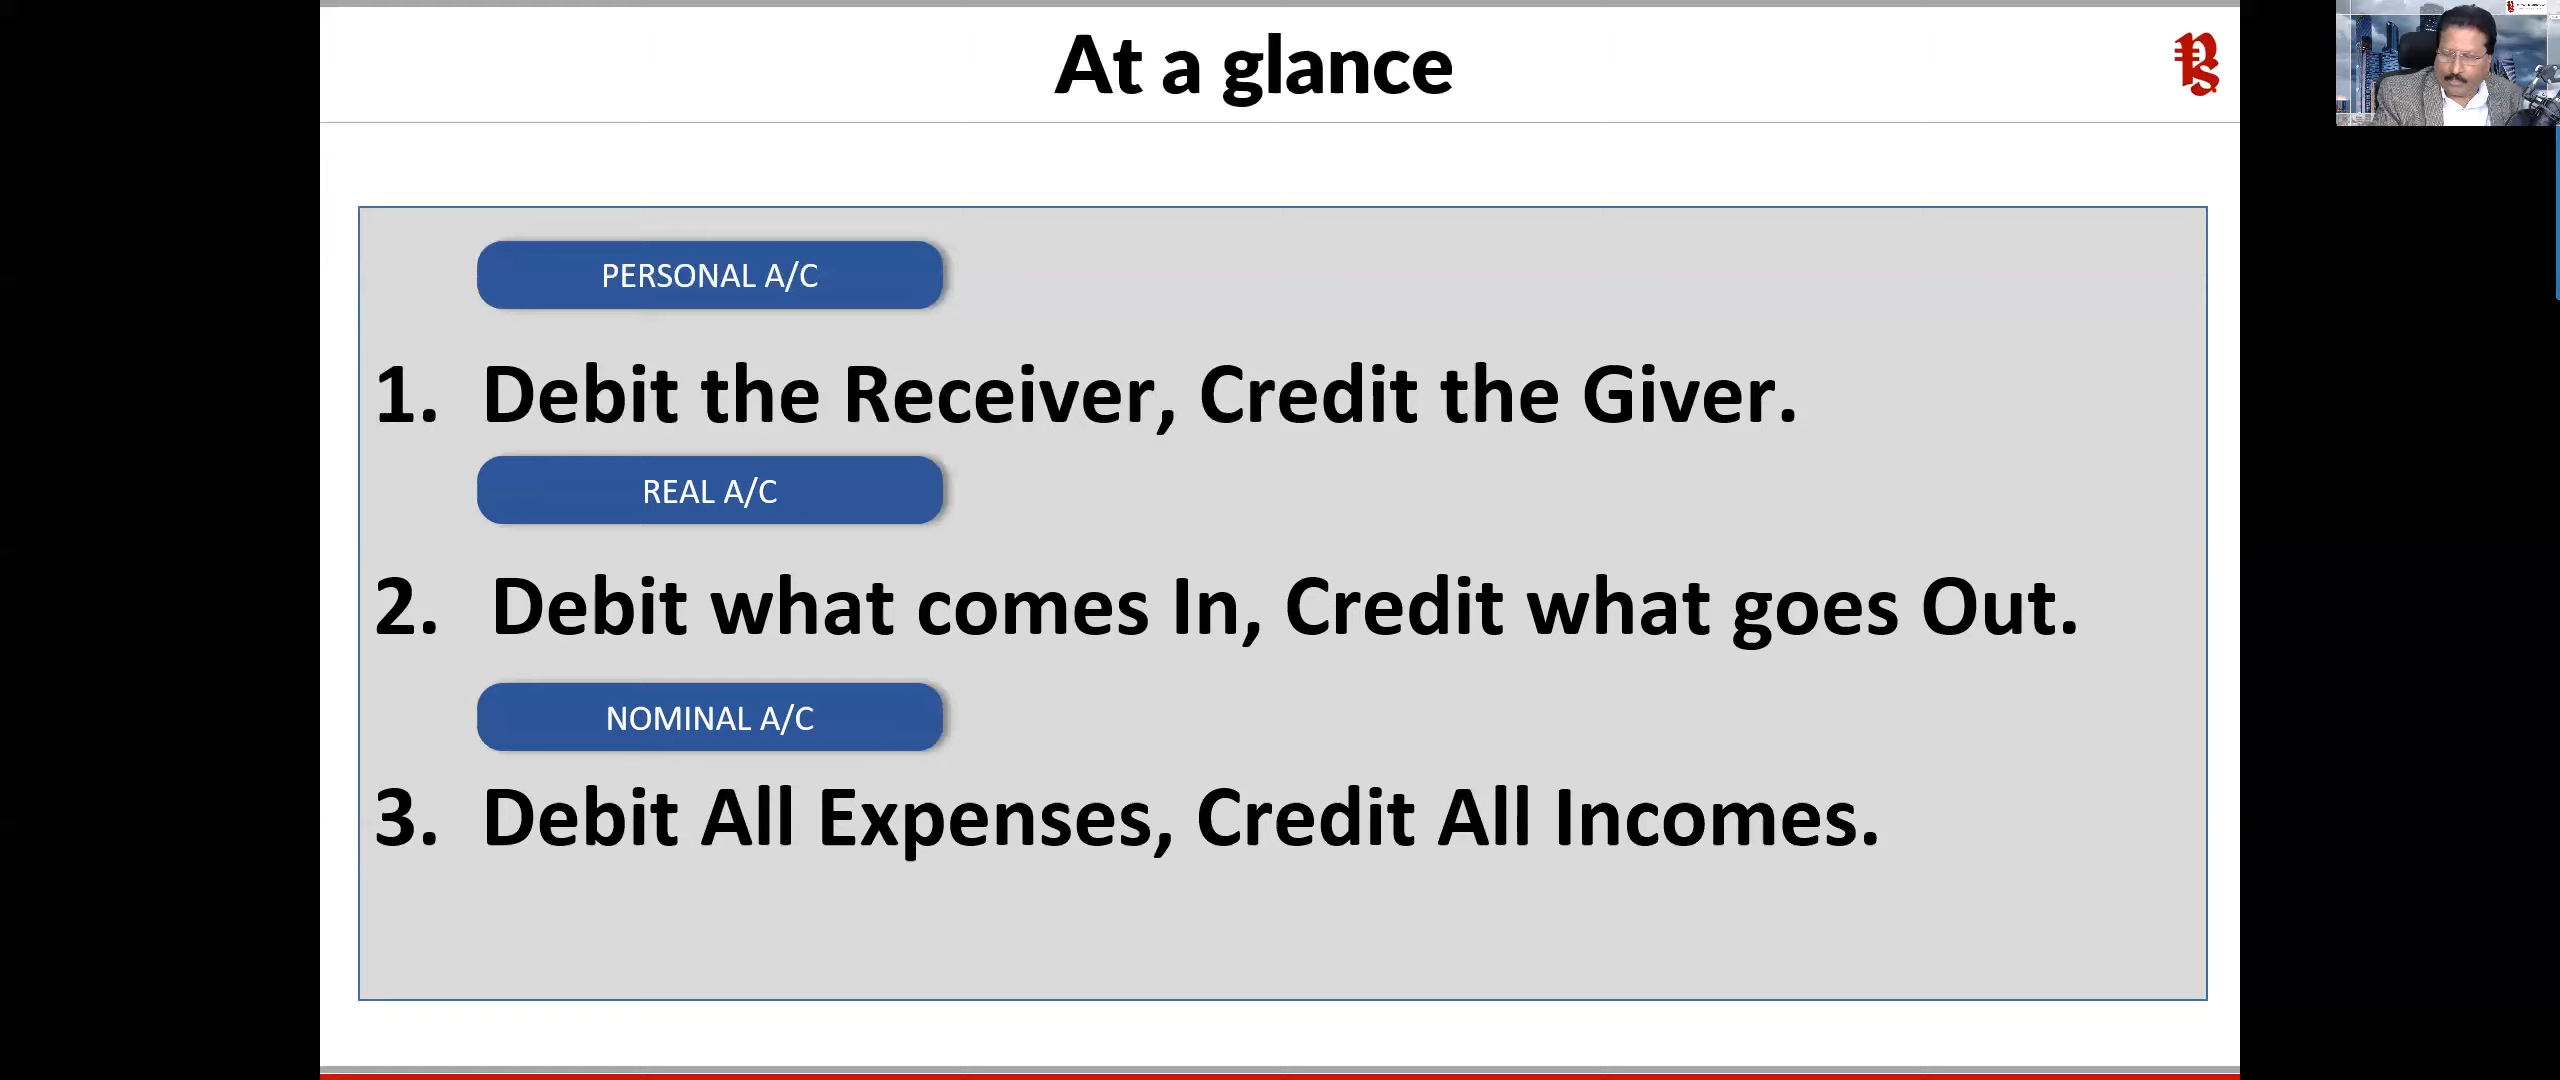 At a glance
PERSONAL A/C
1. Debit the Receiver, Credit the Giver.
REAL A/C
2. Debit what comes In, Credit what goes Out.
NOMINAL A/C
3. Debit All Expenses, Credit All Incomes.